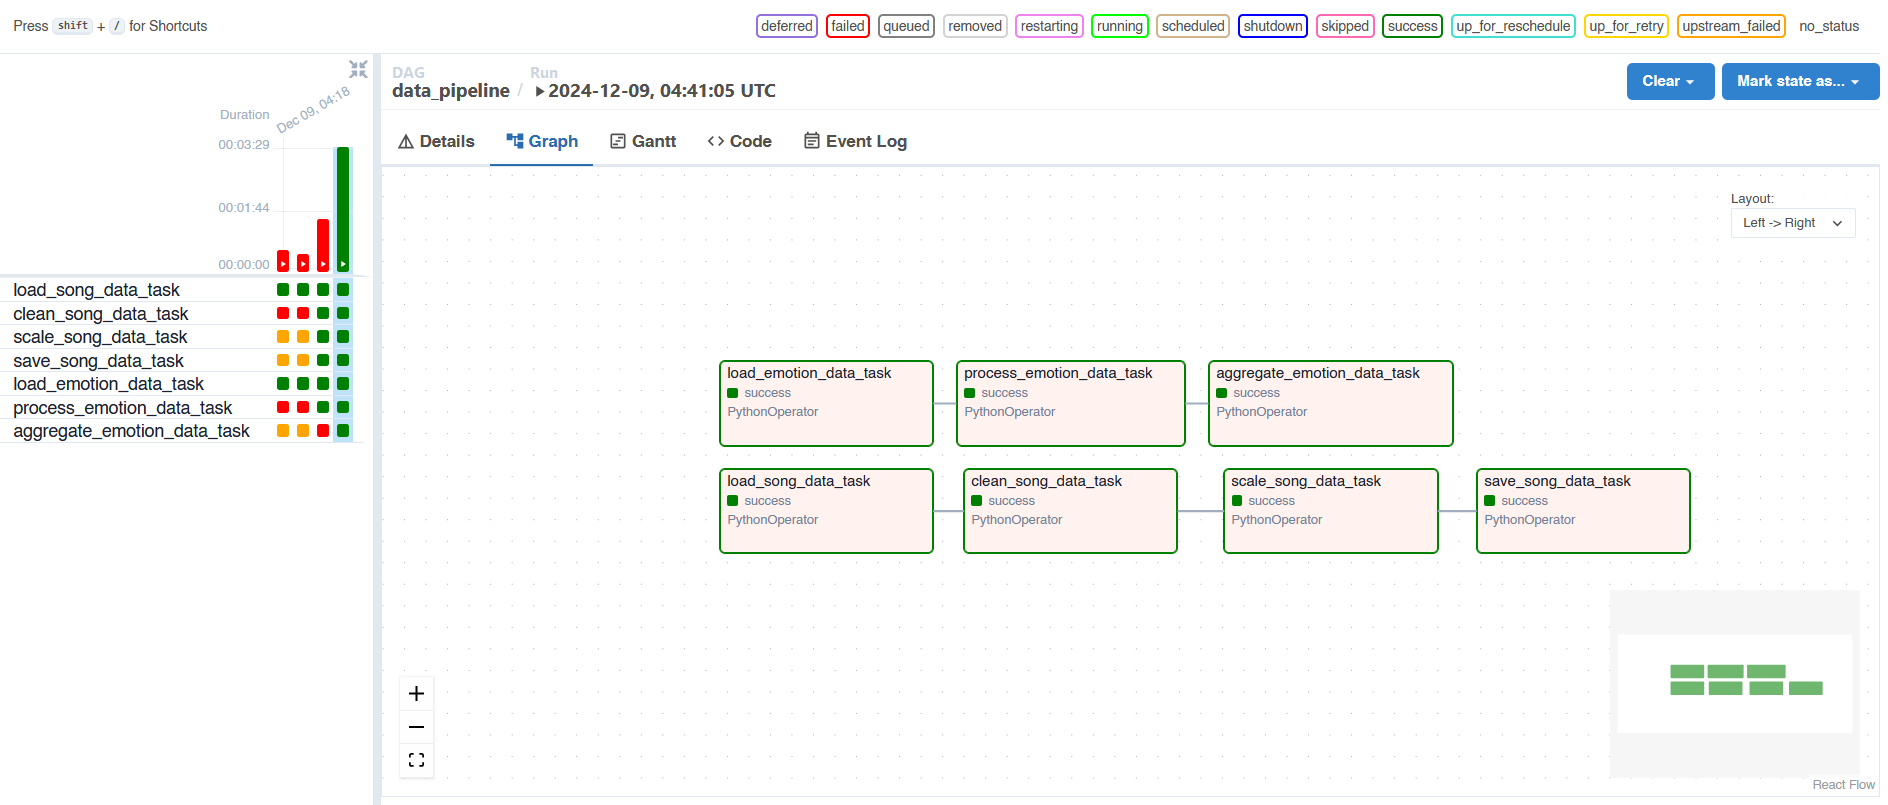 Press shift + / for Shortcuts
deferred failed queued removed restarting running scheduled shutdown skipped success up_for_reschedule up_for_retry upstream_failed no_status
DAG
data_pipeline
/
Run
2024-12-09, 04:41:05 UTC
Clear
Mark state as...
Details
Graph
Gantt
Code
Event Log
Dec 09, 04:18
Duration
00:03:29
00:01:44
00:00:00
load_song_data_task
clean_song_data_task
scale_song_data_task
save_song_data_task
load_emotion_data_task
process_emotion_data_task
aggregate_emotion_data_task
Layout:
Left -> Right
load_emotion_data_task
success
PythonOperator
process_emotion_data_task
success
PythonOperator
aggregate_emotion_data_task
success
PythonOperator
load_song_data_task
success
PythonOperator
clean_song_data_task
success
PythonOperator
scale_song_data_task
success
PythonOperator
save_song_data_task
success
PythonOperator
React Flow